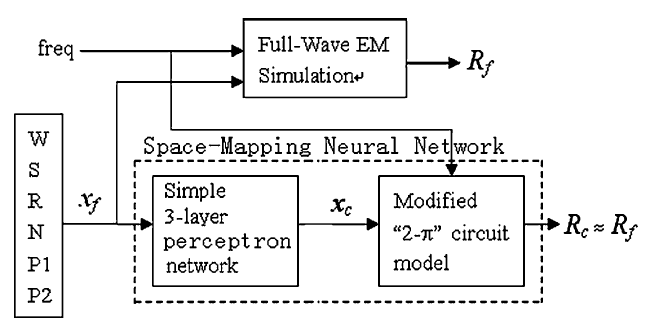 freq
Full-Wave EM
Simulation↵
R_f
Space-Mapping Neural Network
W
S
R
N
P1
P2
x_f
Simple
3-layer
perceptron
network
x_c
Modified
“2-π” circuit
model
R_c ≈ R_f